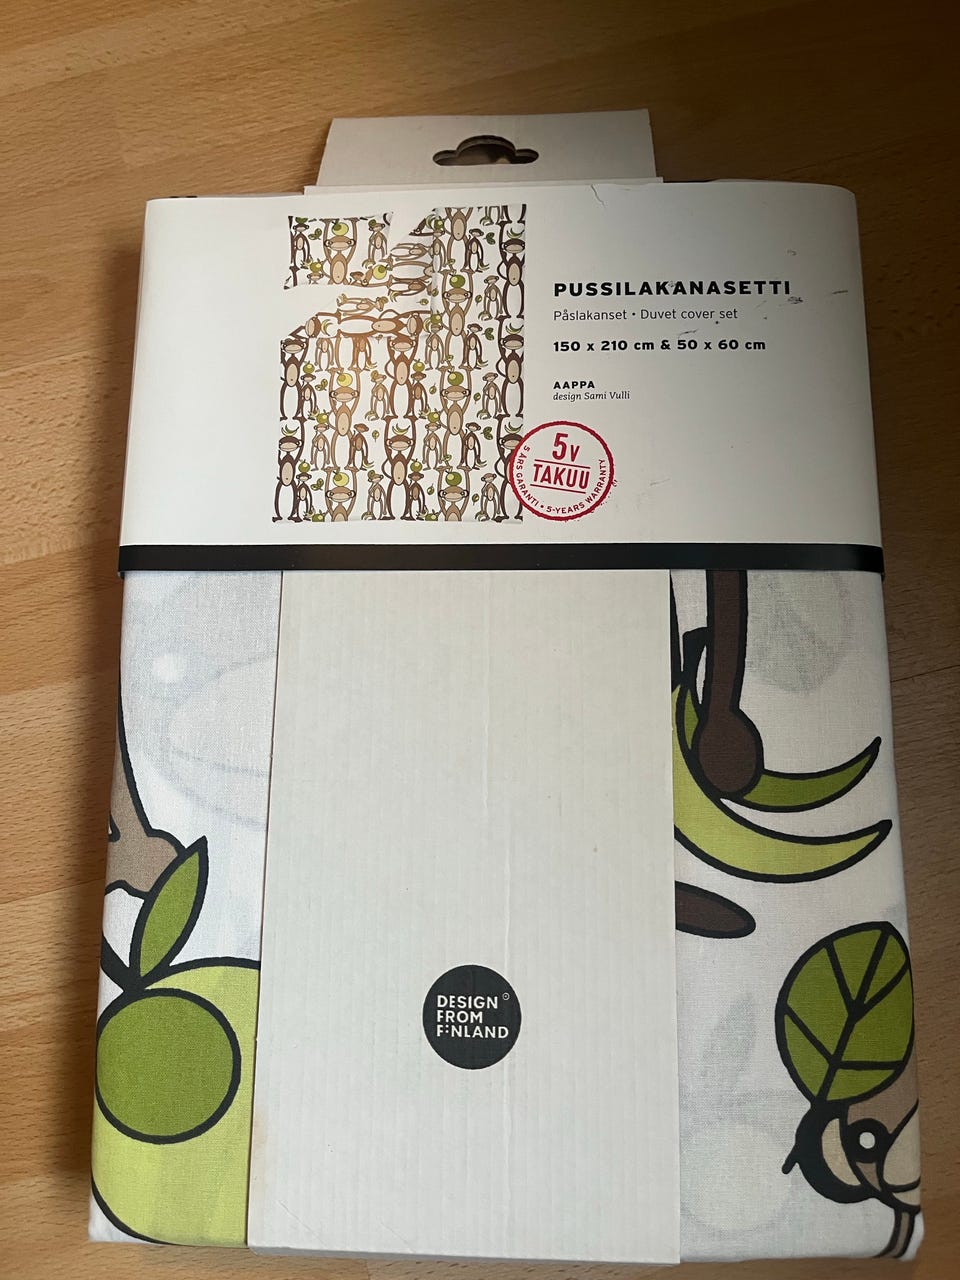 PUSSILAKANASETTI
Påslakanset • Duvet cover set
150 x 210 cm & 50 x 60 cm
AAPPA
design Sami Vulli
5v
TAKUU
5 ÅRS GARANTI • 5-YEARS WARRANTY
DESIGN
FROM
FINLAND